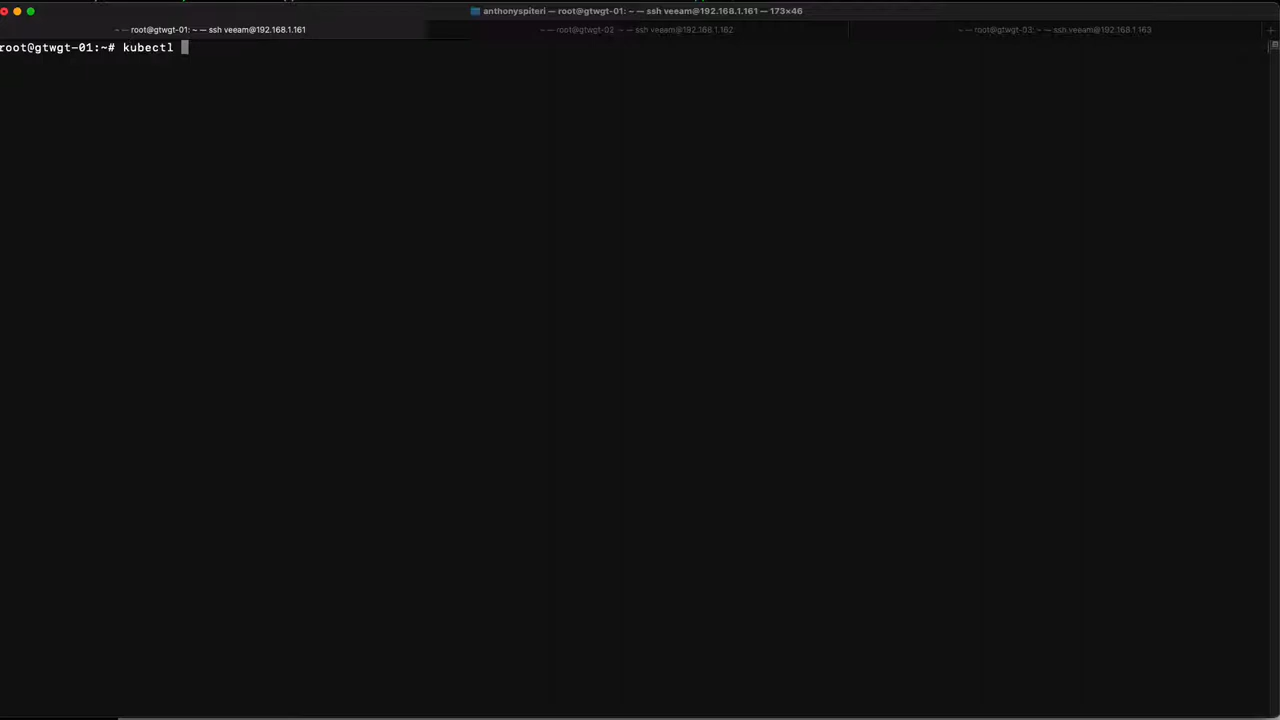 anthonyspiteri — root@gtwgt-01: ~ — ssh veeam@192.168.1.161 — 173×46
~ — root@gtwgt-01: ~ — ssh veeam@192.168.1.161
~ — root@gtwgt-02: ~ — ssh veeam@192.168.1.162
~ — root@gtwgt-03: ~ — ssh veeam@192.168.1.163
root@gtwgt-01:~# kubectl